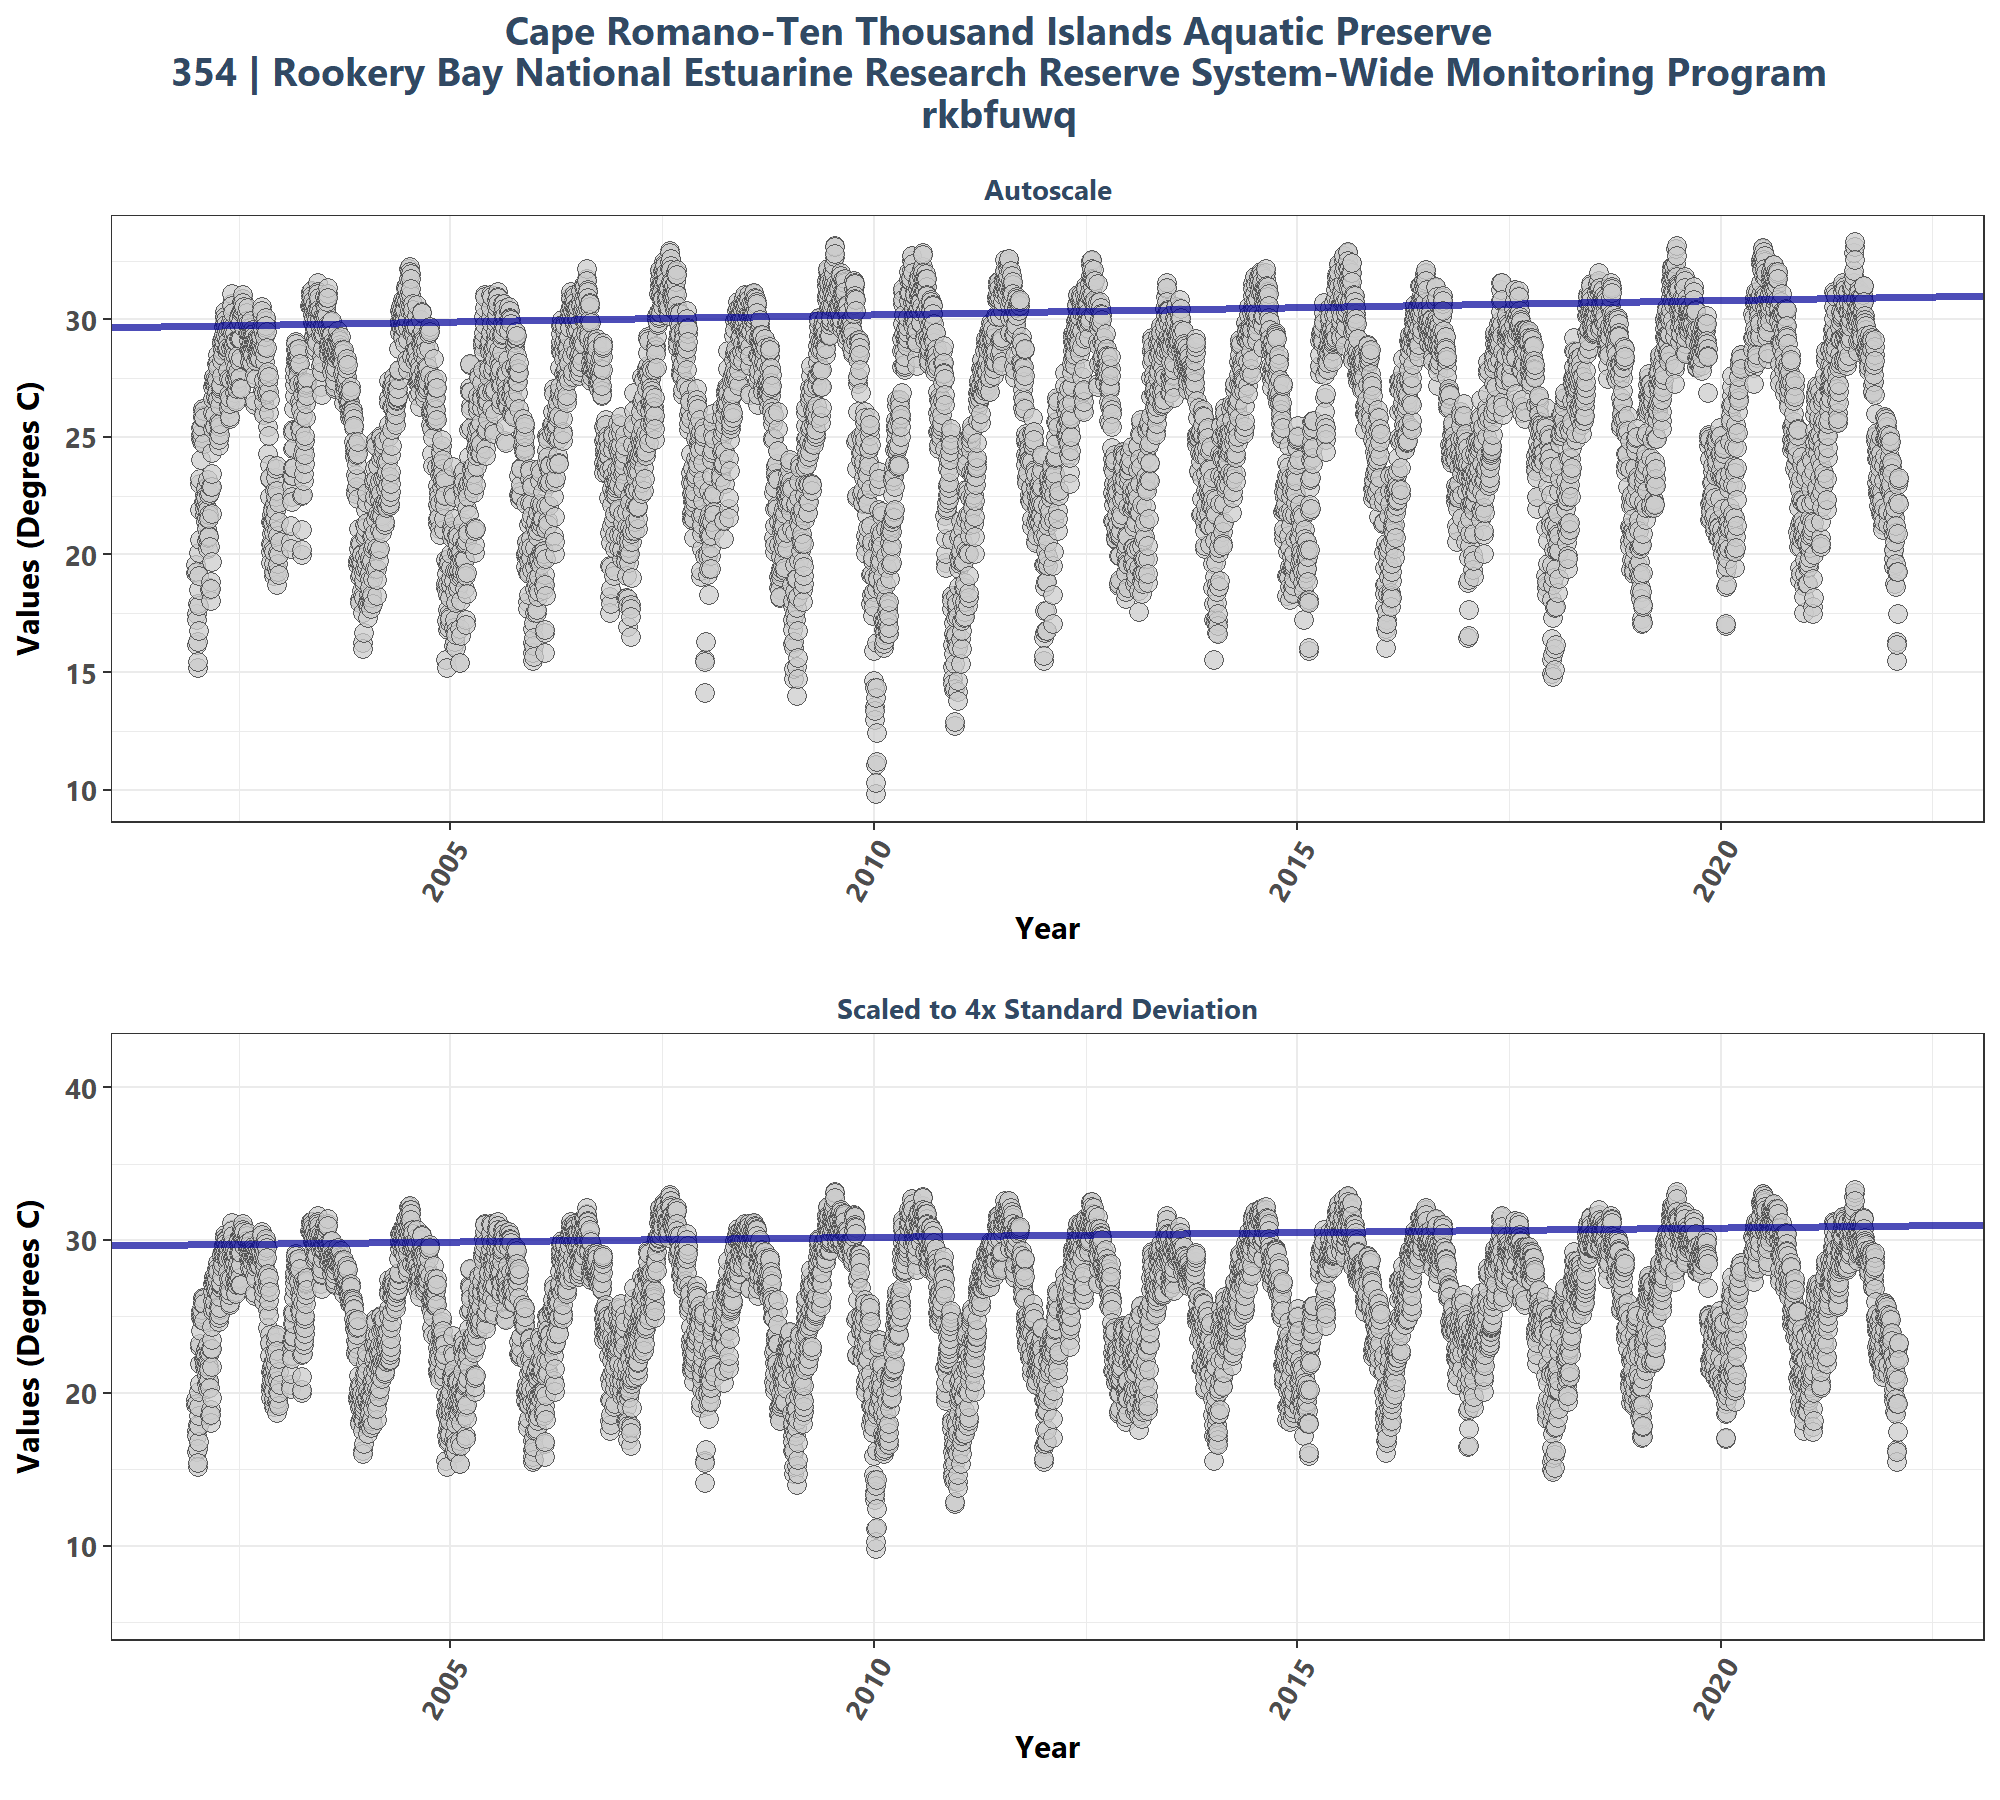 Cape Romano-Ten Thousand Islands Aquatic Preserve
354 | Rookery Bay National Estuarine Research Reserve System-Wide Monitoring Program
rkbfuwq
Autoscale
Values (Degrees C)
30
25
20
15
10
2005
2010
2015
2020
Year
Scaled to 4x Standard Deviation
Values (Degrees C)
40
30
20
10
2005
2010
2015
2020
Year